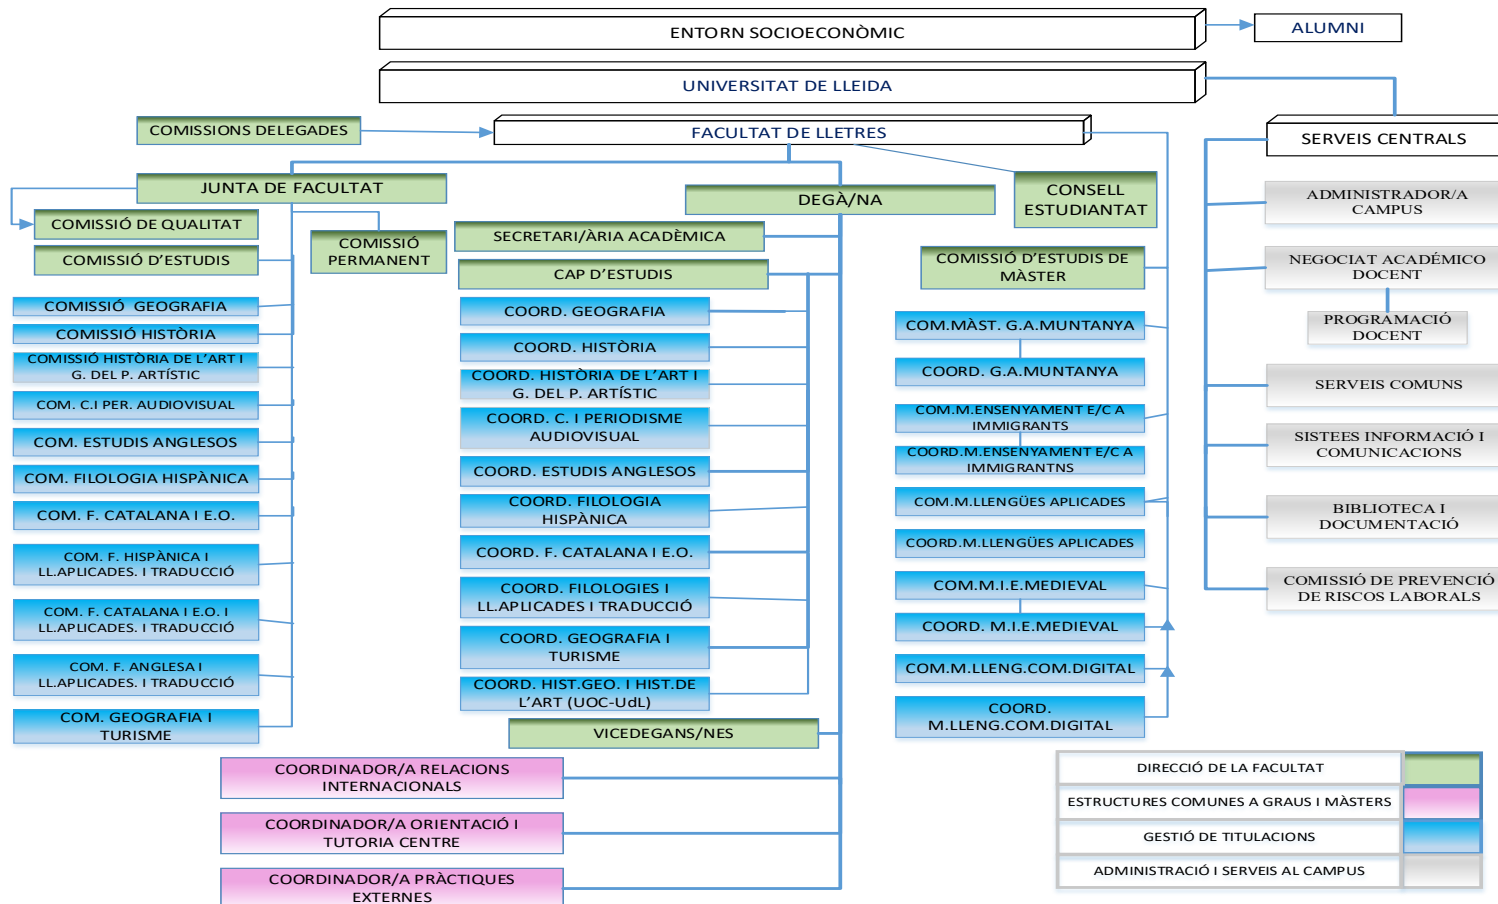 ENTORN SOCIOECONÒMIC
ALUMNI
UNIVERSITAT DE LLEIDA
COMISSIONS DELEGADES
FACULTAT DE LLETRES
SERVEIS CENTRALS
JUNTA DE FACULTAT
COMISSIÓ DE QUALITAT
COMISSIÓ D'ESTUDIS
COMISSIÓ
PERMANENT
COMISSIÓ GEOGRAFIA
COMISSIÓ HISTÒRIA
COMISSIÓ HISTÒRIA DE L'ART I
G. DEL P. ARTÍSTIC
COM. C.I PER. AUDIOVISUAL
COM. ESTUDIS ANGLESOS
COM. FILOLOGIA HISPÀNICA
COM. F. CATALANA I E.O.
COM. F. HISPÀNICA I
LL.APLICADES. I TRADUCCIÓ
COM. F. CATALANA I E.O. I
LL.APLICADES. I TRADUCCIÓ
COM. F. ANGLESA I
LL.APLICADES. I TRADUCCIÓ
COM. GEOGRAFIA I
TURISME
DEGÀ/NA
SECRETARI/ÀRIA ACADÈMICA
CAP D'ESTUDIS
COORD. GEOGRAFIA
COORD. HISTÒRIA
COORD. HISTÒRIA DE L'ART I
G. DEL P. ARTÍSTIC
COORD. C. I PERIODISME
AUDIOVISUAL
COORD. ESTUDIS ANGLESOS
COORD. FILOLOGIA
HISPÀNICA
COORD. F. CATALANA I E.O.
COORD. FILOLOGIES I
LL.APLICADES I TRADUCCIÓ
COORD. GEOGRAFIA I
TURISME
COORD. HIST.GEO. I HIST.DE
L'ART (UOC-UdL)
VICEDEGANS/NES
COORDINADOR/A RELACIONS
INTERNACIONALS
COORDINADOR/A ORIENTACIÓ I
TUTORIA CENTRE
COORDINADOR/A PRÀCTIQUES
EXTERNES
CONSELL
ESTUDIANTAT
COMISSIÓ D'ESTUDIS DE
MÀSTER
COM.MÀST. G.A.MUNTANYA
COORD. G.A.MUNTANYA
COM.M.ENSENYAMENT E/C A
IMMIGRANTS
COORD.M.ENSENYAMENT E/C A
IMMIGRANTNS
COM.M.LLENGÜES APLICADES
COORD.M.LLENGÜES APLICADES
COM.M.I.E.MEDIEVAL
COORD. M.I.E.MEDIEVAL
COM.M.LLENG.COM.DIGITAL
COORD.
M.LLENG.COM.DIGITAL
ADMINISTRADOR/A
CAMPUS
NEGOCIAT ACADÉMICO
DOCENT
PROGRAMACIÓ
DOCENT
SERVEIS COMUNS
SISTEES INFORMACIÓ I
COMUNICACIONS
BIBLIOTECA I
DOCUMENTACIÓ
COMISSIÓ DE PREVENCIÓ
DE RISCOS LABORALS
DIRECCIÓ DE LA FACULTAT
ESTRUCTURES COMUNES A GRAUS I MÀSTERS
GESTIÓ DE TITULACIONS
ADMINISTRACIÓ I SERVEIS AL CAMPUS